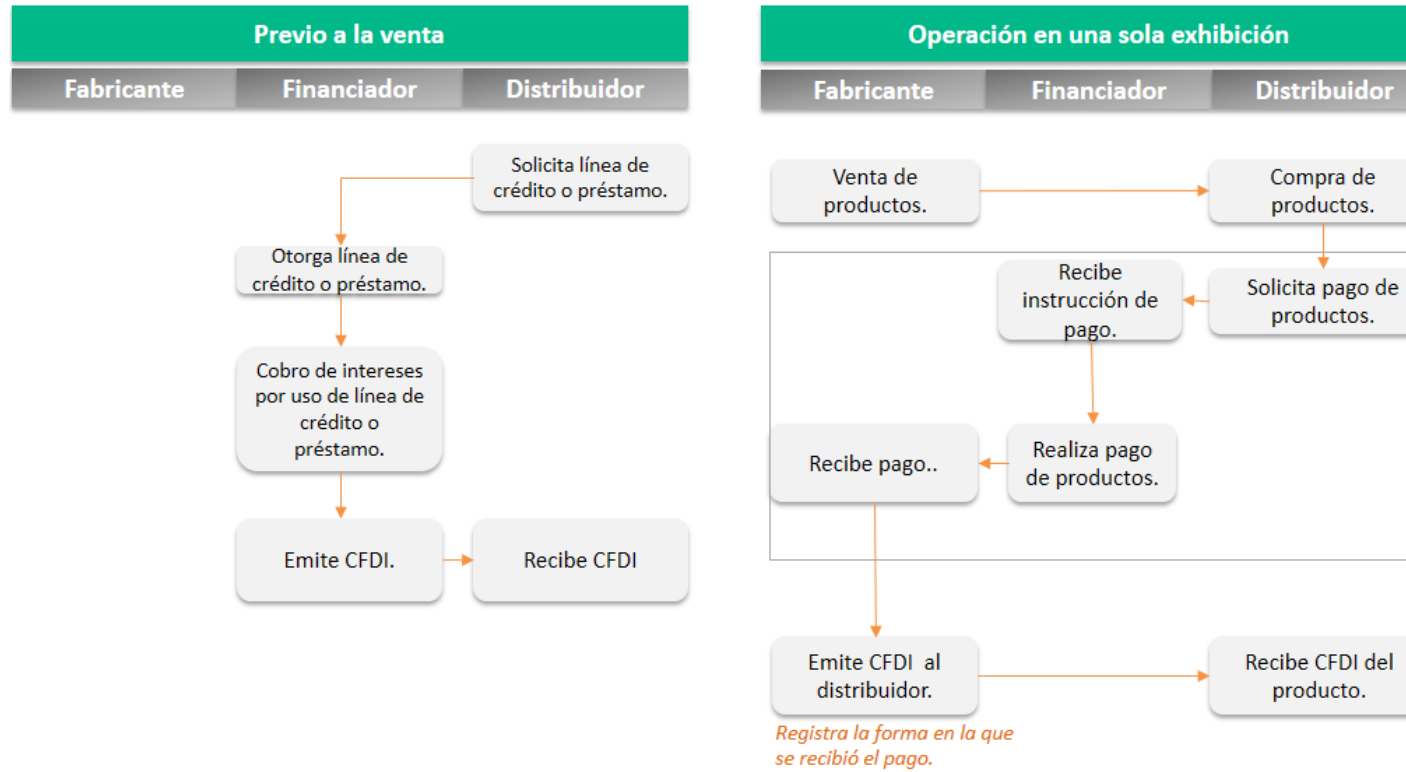 Previo a la venta
Fabricante Financiador Distribuidor
Solicita línea de
crédito o préstamo.
Otorga línea de
crédito o préstamo.
Cobro de intereses
por uso de línea de
crédito o
préstamo.
Emite CFDI.
Recibe CFDI
Operación en una sola exhibición
Fabricante Financiador Distribuidor
Venta de
productos.
Compra de
productos.
Solicita pago de
productos.
Recibe
instrucción de
pago.
Realiza pago
de productos.
Recibe pago..
Emite CFDI al
distribuidor.
Registra la forma en la que
se recibió el pago.
Recibe CFDI del
producto.